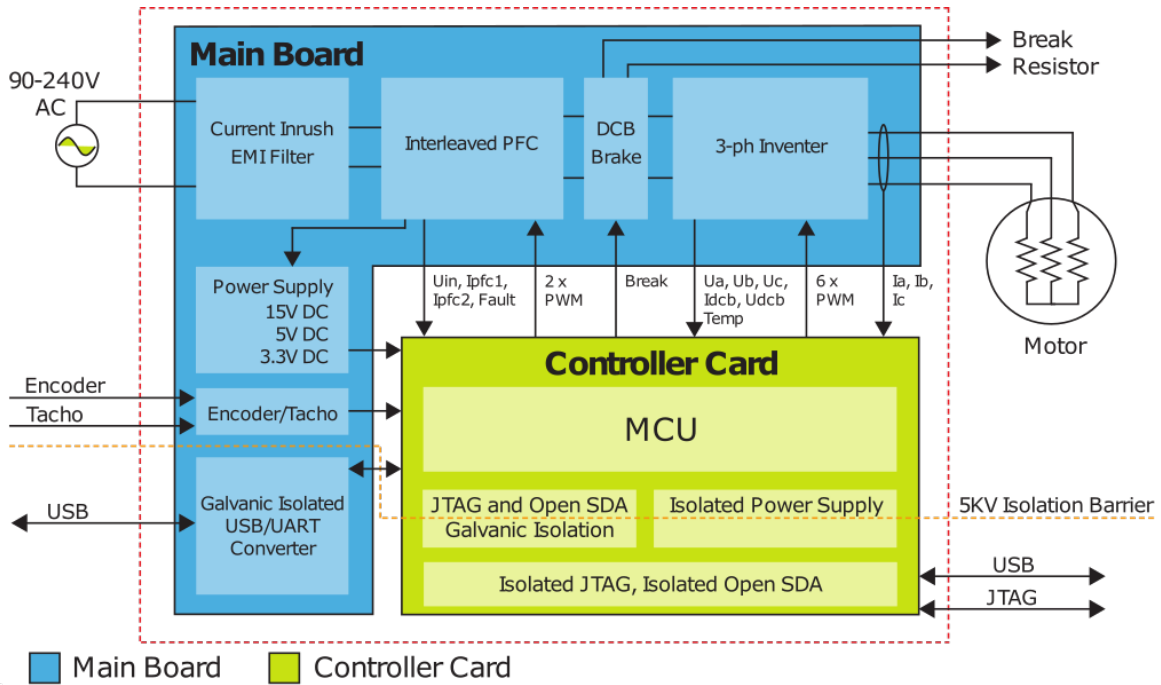 Main Board
Break
Resistor
90-240V
AC
Current Inrush
EMI Filter
Interleaved PFC
DCB
Brake
3-ph Inventer
Power Supply
15V DC
5V DC
3.3V DC
Uin, Ipfc1,
Ipfc2, Fault
2 x
PWM
Break
Ua, Ub, Uc,
Idcb, Udcb
Temp
6 x
PWM
Ia, Ib,
Ic
Motor
Controller Card
MCU
Encoder
Tacho
Encoder/Tacho
USB
Galvanic Isolated
USB/UART
Converter
JTAG and Open SDA
Galvanic Isolation
Isolated Power Supply
5KV Isolation Barrier
Isolated JTAG, Isolated Open SDA
USB
JTAG
Main Board
Controller Card